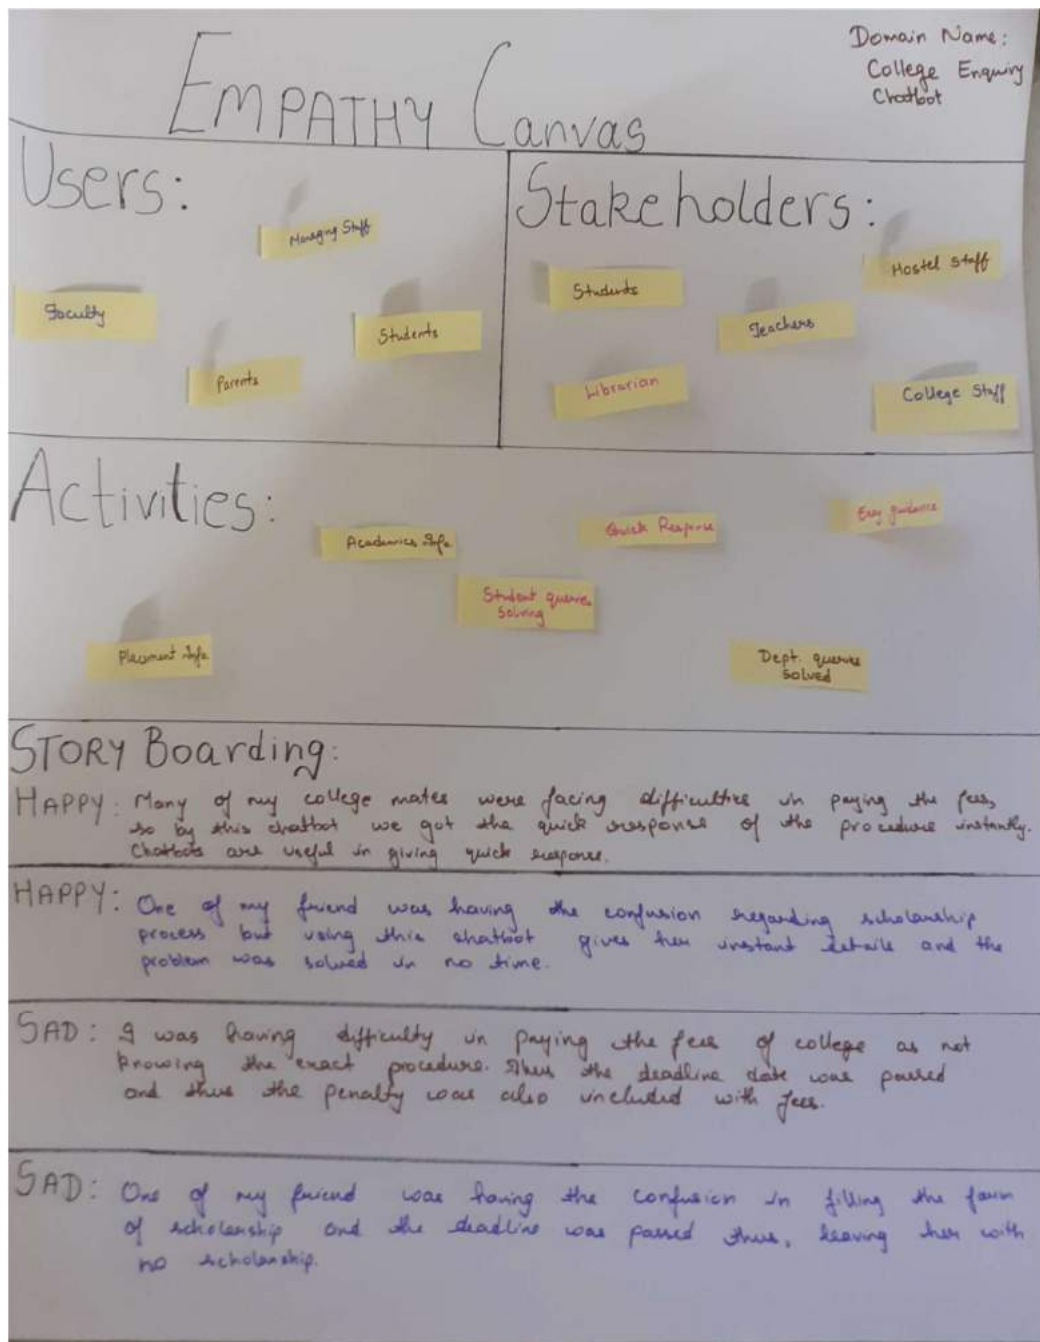 Domain Name:
College Enquiry
Chatbot
EMPATHY Canvas
Users:
Managing Staff
Faculty
Students
Parents
Stakeholders:
Hostel Staff
Students
Teachers
Librarian
College Staff
Activities:
Easy guidance
Quick Response
Academics Info
Student queries
Solving
Placement Info
Dept. queries
Solved
STORY Boarding:
HAPPY: Many of my college mates were facing difficulties in paying the fees,
so by this chatbot we got the quick response of the procedure instantly.
Chatbots are useful in giving quick response.
HAPPY: One of my friend was having the confusion regarding scholarship
process but using this chatbot gives her instant details and the
problem was solved in no time.
SAD: I was having difficulty in paying the fees of college as not
knowing the exact procedure. Thus the deadline date was passed
and thus the penalty was also included with fees.
SAD: One of my friend was having the confusion in filling the form
of scholarship and the deadline was passed thus, leaving her with
no scholarship.